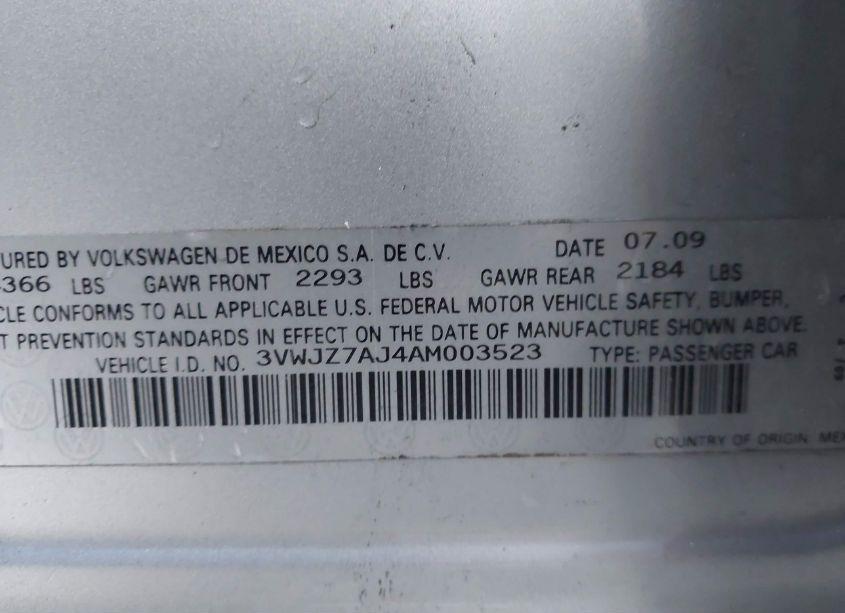 URED BY VOLKSWAGEN DE MEXICO S.A. DE C.V. DATE 07.09
366 LBS GAWR FRONT 2293 LBS GAWR REAR 2184 LBS
CLE CONFORMS TO ALL APPLICABLE U.S. FEDERAL MOTOR VEHICLE SAFETY, BUMPER,
T PREVENTION STANDARDS IN EFFECT ON THE DATE OF MANUFACTURE SHOWN ABOVE.
VEHICLE I.D. NO. 3VWJZ7AJ4AM003523 TYPE: PASSENGER CAR
COUNTRY OF ORIGIN: MEX